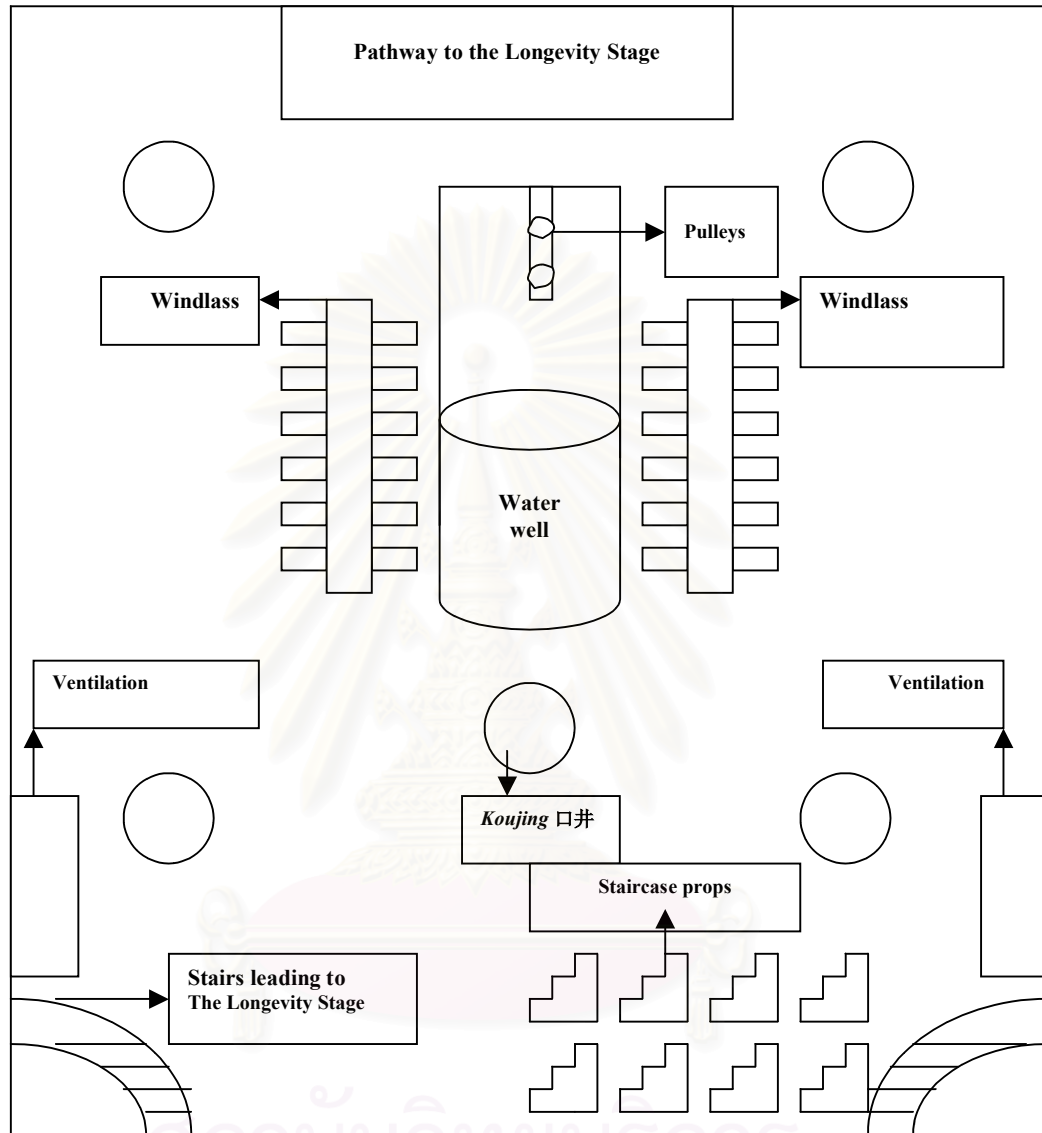 Pathway to the Longevity Stage
Pulleys
Windlass
Windlass
Water
well
Ventilation
Ventilation
Koujing 口井
Staircase props
Stairs leading to
The Longevity Stage